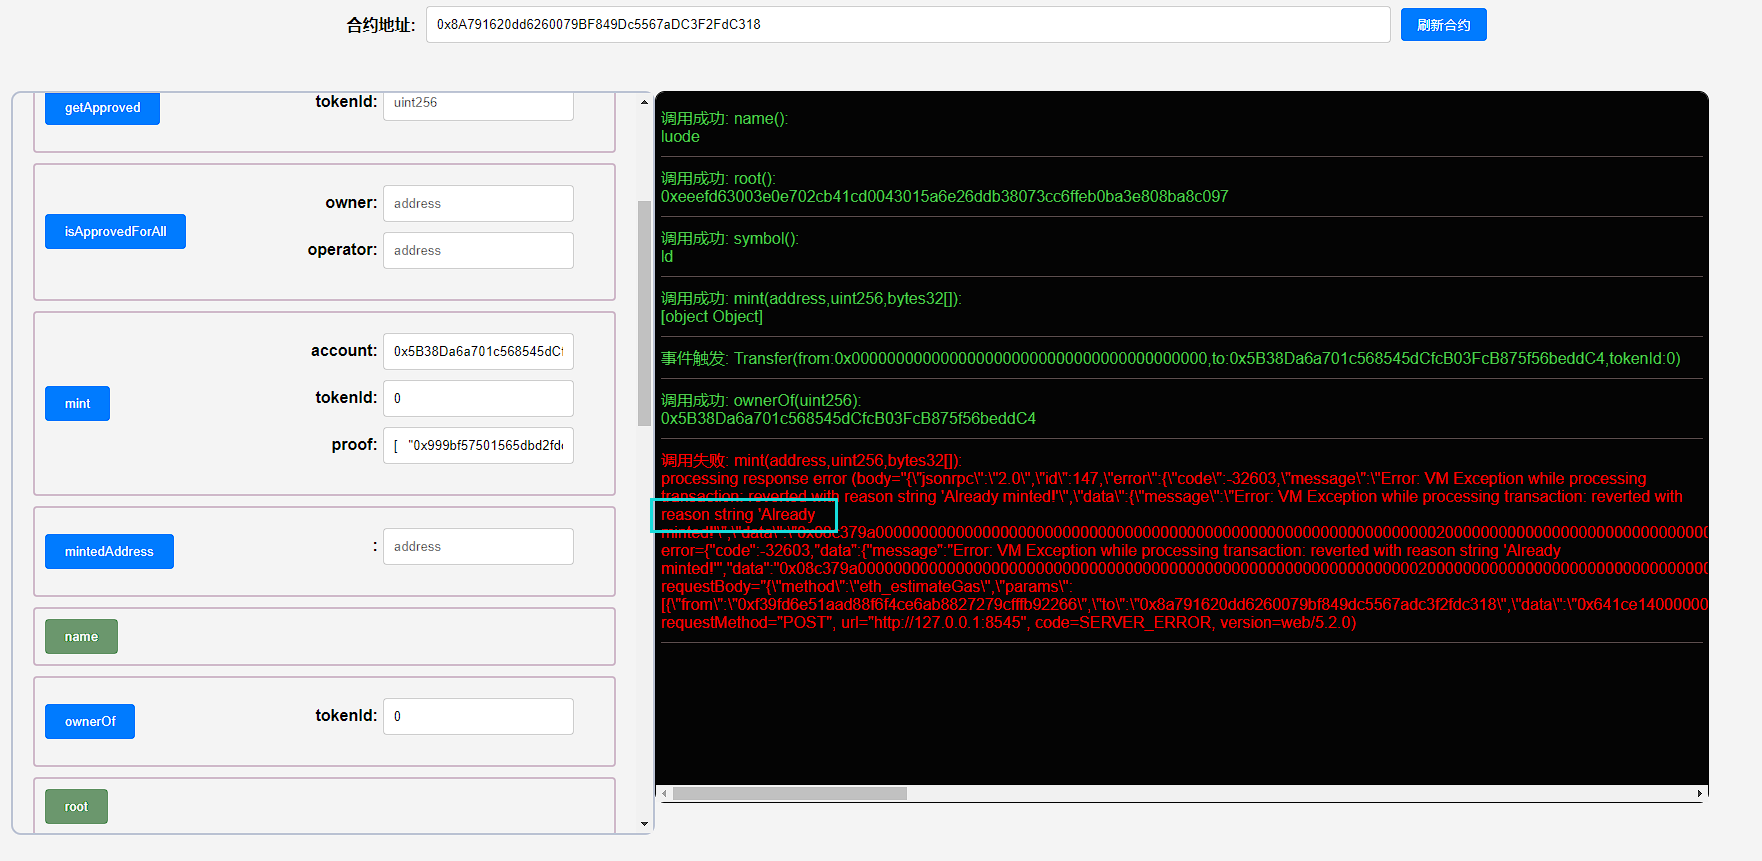 合约地址: 0x8A791620dd6260079BF849Dc5567aDC3F2FdC318 刷新合约
getApproved tokenId: uint256
owner: address
isApprovedForAll
operator: address
account: 0x5B38Da6a701c568545dCf
mint tokenId: 0
proof: [ "0x999bf57501565dbd2fdc
mintedAddress : address
name
ownerOf tokenId: 0
root
调用成功: name():
luode
调用成功: root():
0xeeefd63003e0e702cb41cd0043015a6e26ddb38073cc6ffeb0ba3e808ba8c097
调用成功: symbol():
ld
调用成功: mint(address,uint256,bytes32[]):
[object Object]
事件触发: Transfer(from:0x0000000000000000000000000000000000000000,to:0x5B38Da6a701c568545dCfcB03FcB875f56beddC4,tokenId:0)
调用成功: ownerOf(uint256):
0x5B38Da6a701c568545dCfcB03FcB875f56beddC4
调用失败: mint(address,uint256,bytes32[]):
processing response error (body="{\"jsonrpc\":\"2.0\",\"id\":147,\"error\":{\"code\":-32603,\"message\":\"Error: VM Exception while processing
transaction: reverted with reason string 'Already minted!'\",\"data\":{\"message\":\"Error: VM Exception while processing transaction: reverted with
reason string 'Already
minted!'\",\"data\":\"0x08c379a00000000000000000000000000000000000000000000000000000000000000020000000000000000000000000000
error={"code":-32603,"data":{"message":"Error: VM Exception while processing transaction: reverted with reason string 'Already
minted!'","data":"0x08c379a00000000000000000000000000000000000000000000000000000000000000020000000000000000000000000000000
requestBody="{\"method\":\"eth_estimateGas\",\"params\":
[{\"from\":\"0xf39fd6e51aad88f6f4ce6ab8827279cfffb92266\",\"to\":\"0x8a791620dd6260079bf849dc5567adc3f2fdc318\",\"data\":\"0x641ce14000000
requestMethod="POST", url="http://127.0.0.1:8545", code=SERVER_ERROR, version=web/5.2.0)